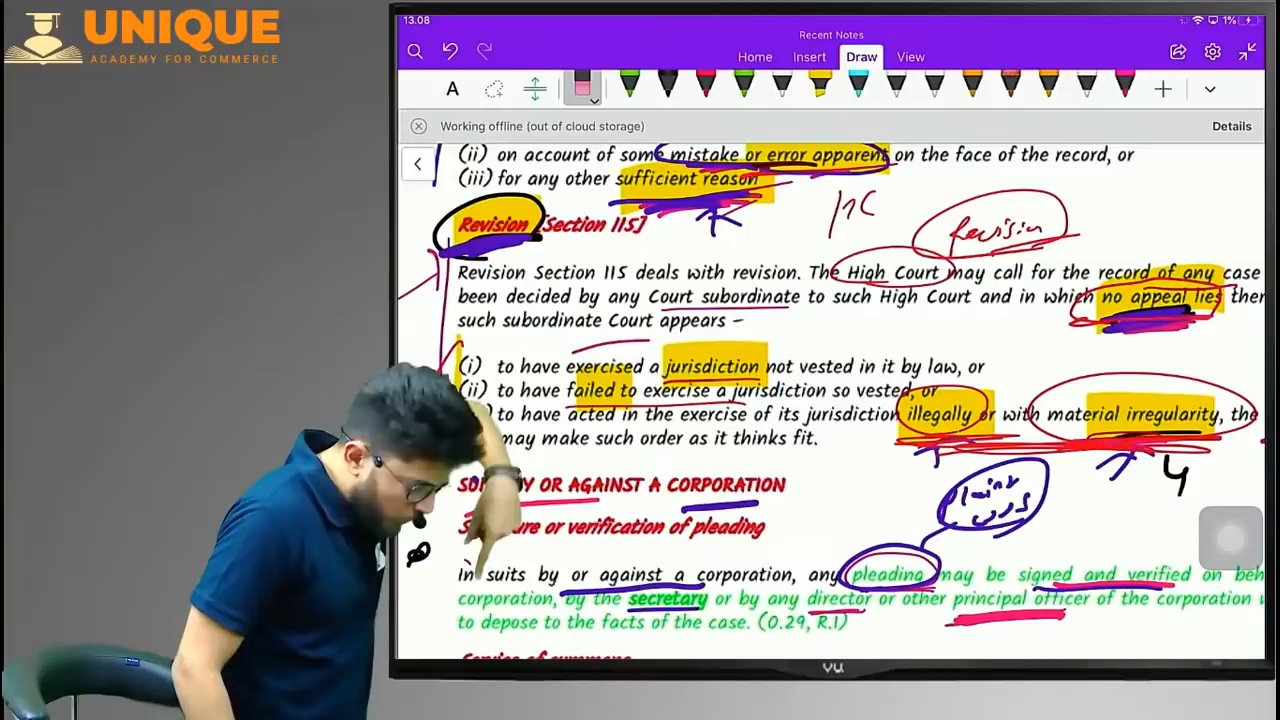 UNIQUE
ACADEMY FOR COMMERCE
13.08
1%
Recent Notes
Home Insert Draw View
A
Working offline (out of cloud storage)
Details
(ii) on account of some mistake or error apparent on the face of the record, or
(iii) for any other sufficient reason
Revision [Section 115]
Revision
Revision Section 115 deals with revision. The High Court may call for the record of any case
been decided by any Court subordinate to such High Court and in which no appeal lies ther
such subordinate Court appears –
(i) to have exercised a jurisdiction not vested in it by law, or
(ii) to have failed to exercise a jurisdiction so vested, or
to have acted in the exercise of its jurisdiction illegally or with material irregularity, the
may make such order as it thinks fit.
4
OR AGAINST A CORPORATION
or verification of pleading
In suits by or against a corporation, any pleading may be signed and verified on beh
corporation, by the secretary or by any director or other principal officer of the corporation
to depose to the facts of the case. (O.29, R.1)
Service of summons
VU